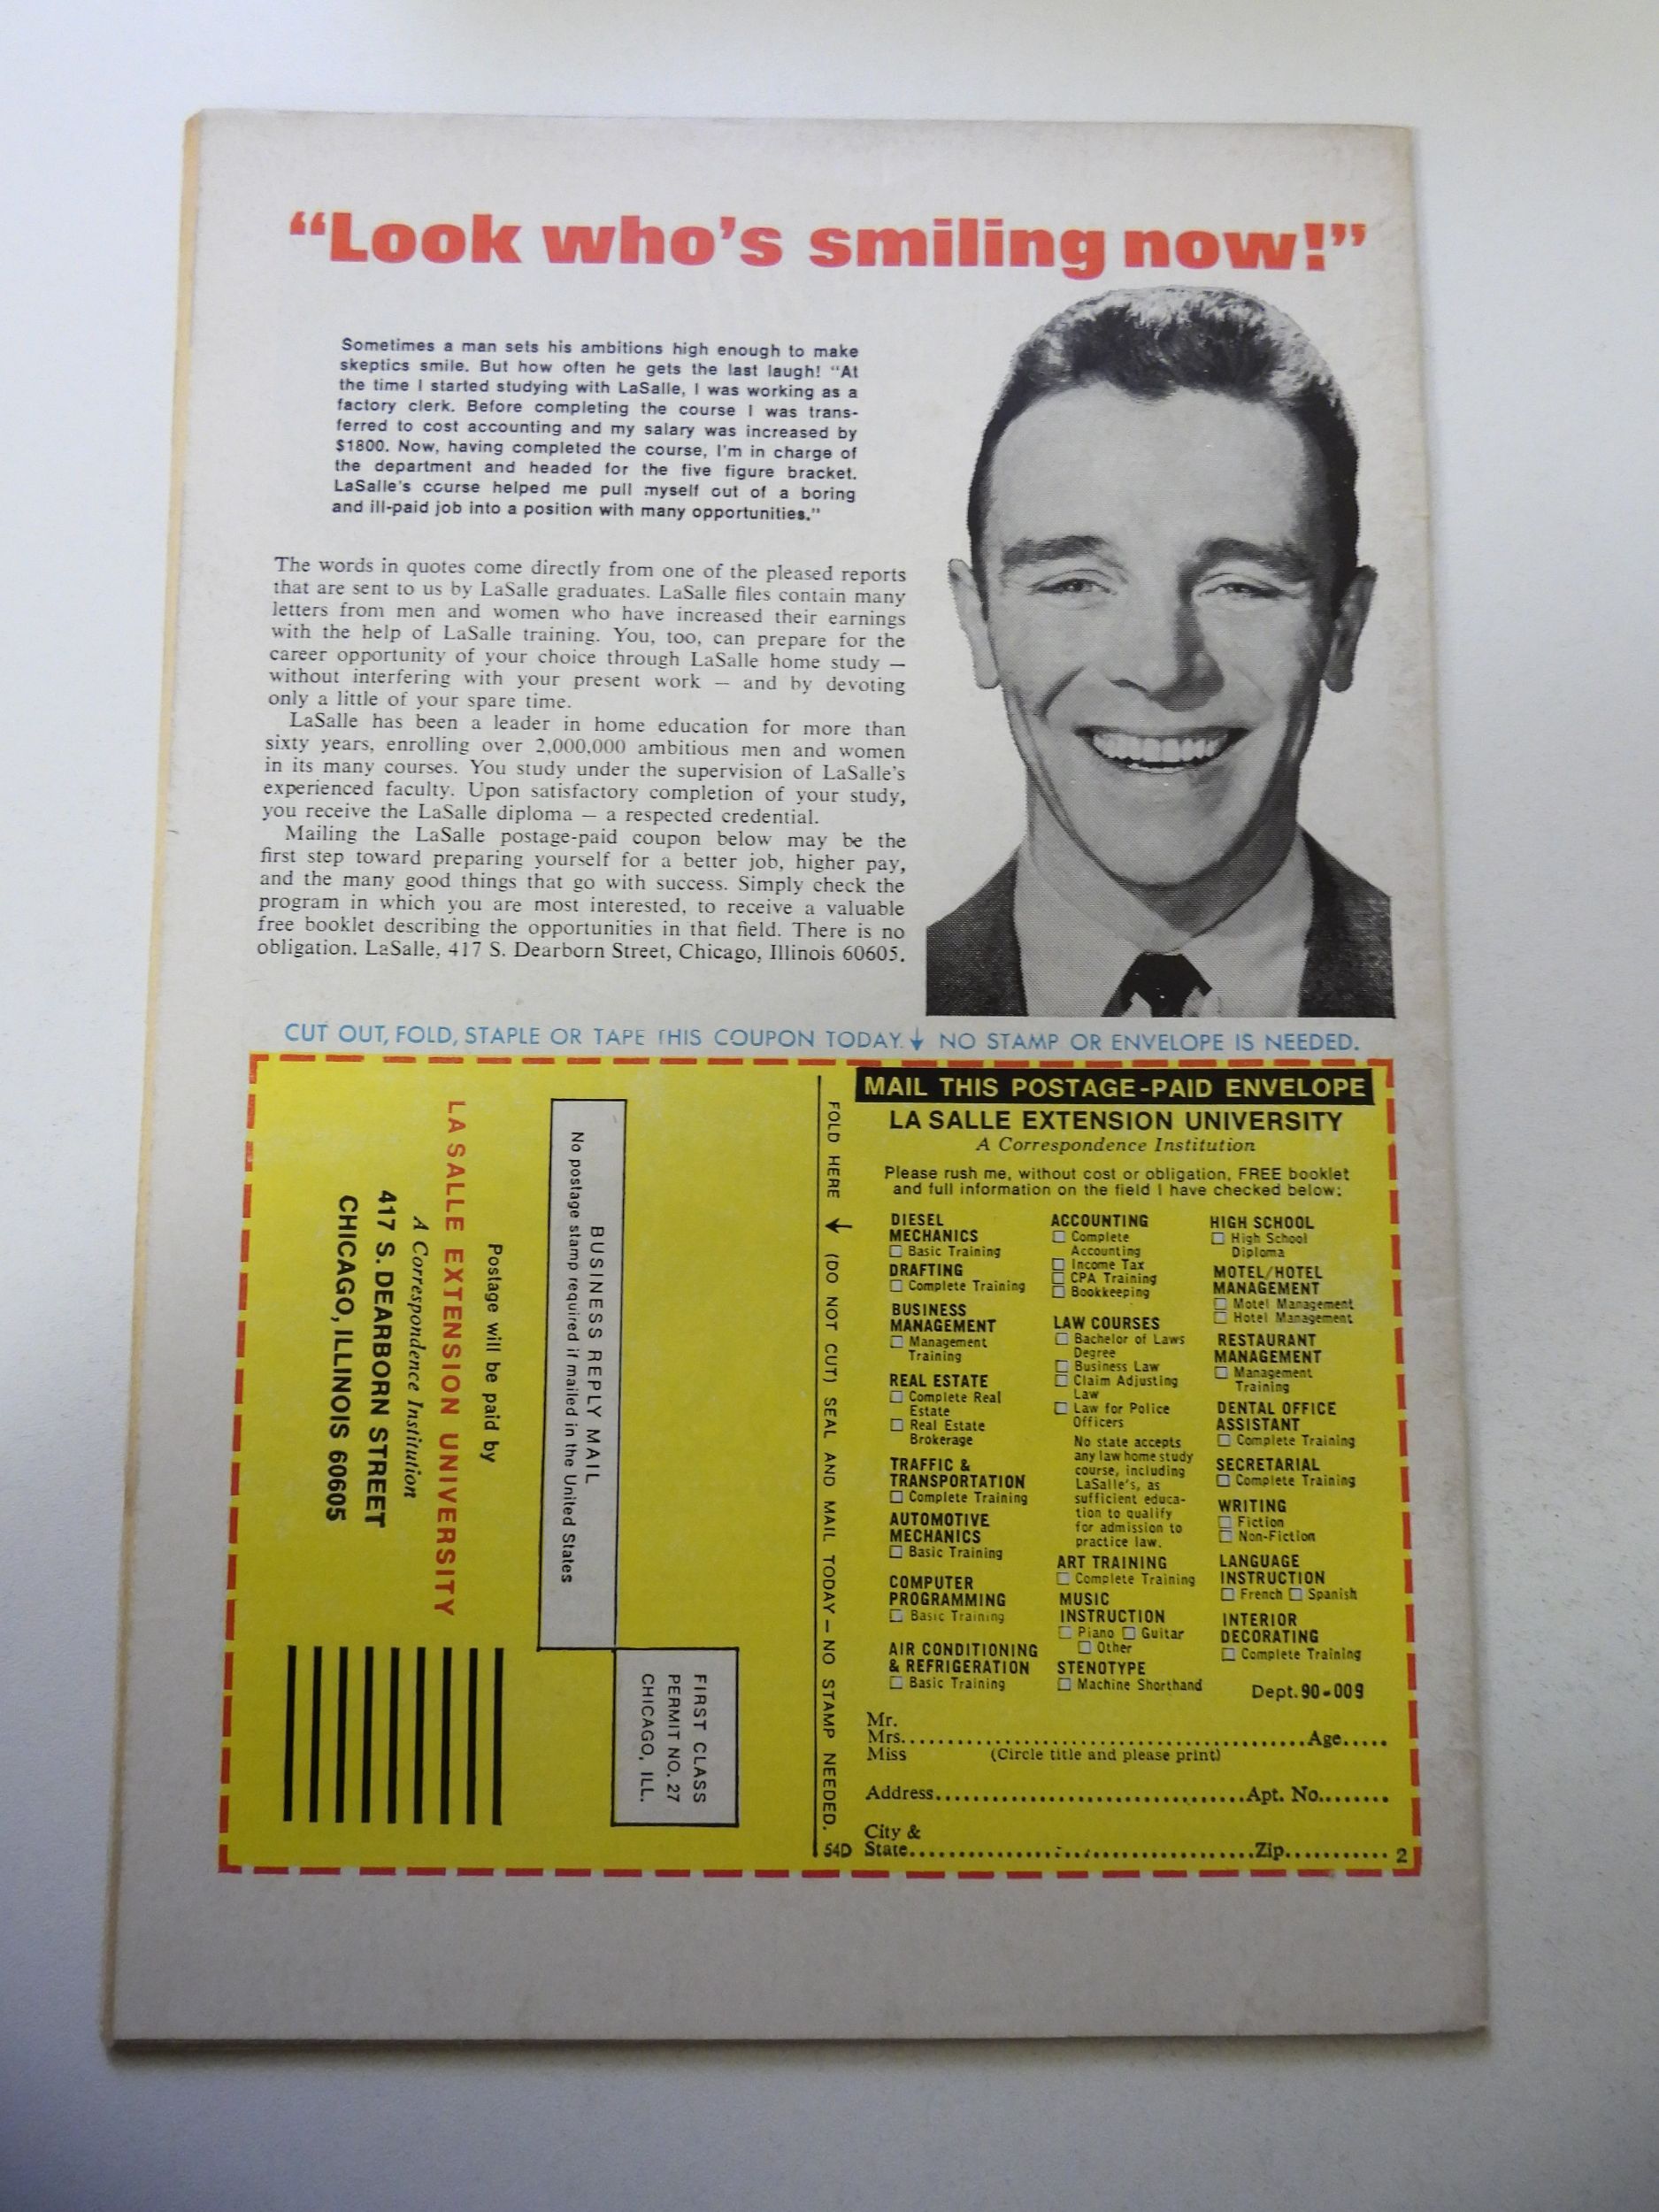 “Look who's smiling now!”
Sometimes a man sets his ambitions high enough to make
skeptics smile. But how often he gets the last laugh! “At
the time I started studying with LaSalle, I was working as a
factory clerk. Before completing the course I was trans-
ferred to cost accounting and my salary was increased by
$1800. Now, having completed the course, I'm in charge of
the department and headed for the five figure bracket.
LaSalle's course helped me pull myself out of a boring
and ill-paid job into a position with many opportunities.”
The words in quotes come directly from one of the pleased reports
that are sent to us by LaSalle graduates. LaSalle files contain many
letters from men and women who have increased their earnings
with the help of LaSalle training. You, too, can prepare for the
career opportunity of your choice through LaSalle home study —
without interfering with your present work — and by devoting
only a little of your spare time.
LaSalle has been a leader in home education for more than
sixty years, enrolling over 2,000,000 ambitious men and women
in its many courses. You study under the supervision of LaSalle's
experienced faculty. Upon satisfactory completion of your study,
you receive the LaSalle diploma — a respected credential.
Mailing the LaSalle postage-paid coupon below may be the
first step toward preparing yourself for a better job, higher pay,
and the many good things that go with success. Simply check the
program in which you are most interested, to receive a valuable
free booklet describing the opportunities in that field. There is no
obligation. LaSalle, 417 S. Dearborn Street, Chicago, Illinois 60605.
CUT OUT, FOLD, STAPLE OR TAPE THIS COUPON TODAY. ↓ NO STAMP OR ENVELOPE IS NEEDED.
FIRST CLASS
PERMIT NO. 27
CHICAGO, ILL.
BUSINESS REPLY MAIL
No postage stamp required if mailed in the United States
Postage will be paid by
LA SALLE EXTENSION UNIVERSITY
A Correspondence Institution
417 S. DEARBORN STREET
CHICAGO, ILLINOIS 60605
FOLD HERE → (DO NOT CUT) SEAL AND MAIL TODAY — NO STAMP NEEDED.
54D
MAIL THIS POSTAGE-PAID ENVELOPE
LA SALLE EXTENSION UNIVERSITY
A Correspondence Institution
Please rush me, without cost or obligation, FREE booklet
and full information on the field I have checked below:
DIESEL
MECHANICS
☐ Basic Training
DRAFTING
☐ Complete Training
BUSINESS
MANAGEMENT
☐ Management
Training
REAL ESTATE
☐ Complete Real
Estate
☐ Real Estate
Brokerage
TRAFFIC &
TRANSPORTATION
☐ Complete Training
AUTOMOTIVE
MECHANICS
☐ Basic Training
COMPUTER
PROGRAMMING
☐ Basic Training
AIR CONDITIONING
& REFRIGERATION
☐ Basic Training
ACCOUNTING
☐ Complete
Accounting
☐ Income Tax
☐ CPA Training
☐ Bookkeeping
LAW COURSES
☐ Bachelor of Laws
Degree
☐ Business Law
☐ Claim Adjusting
Law
☐ Law for Police
Officers
No state accepts
any law home study
course, including
LaSalle's, as
sufficient educa-
tion to qualify
for admission to
practice law.
ART TRAINING
☐ Complete Training
MUSIC
INSTRUCTION
☐ Piano ☐ Guitar
☐ Other
STENOTYPE
☐ Machine Shorthand
HIGH SCHOOL
☐ High School
Diploma
MOTEL/HOTEL
MANAGEMENT
☐ Motel Management
☐ Hotel Management
RESTAURANT
MANAGEMENT
☐ Management
Training
DENTAL OFFICE
ASSISTANT
☐ Complete Training
SECRETARIAL
☐ Complete Training
WRITING
☐ Fiction
☐ Non-Fiction
LANGUAGE
INSTRUCTION
☐ French ☐ Spanish
INTERIOR
DECORATING
☐ Complete Training
Dept. 90-009
Mr.
Mrs. ........ Age.....
Miss (Circle title and please print)
Address........ Apt. No........
City &
State........ Zip........ 2